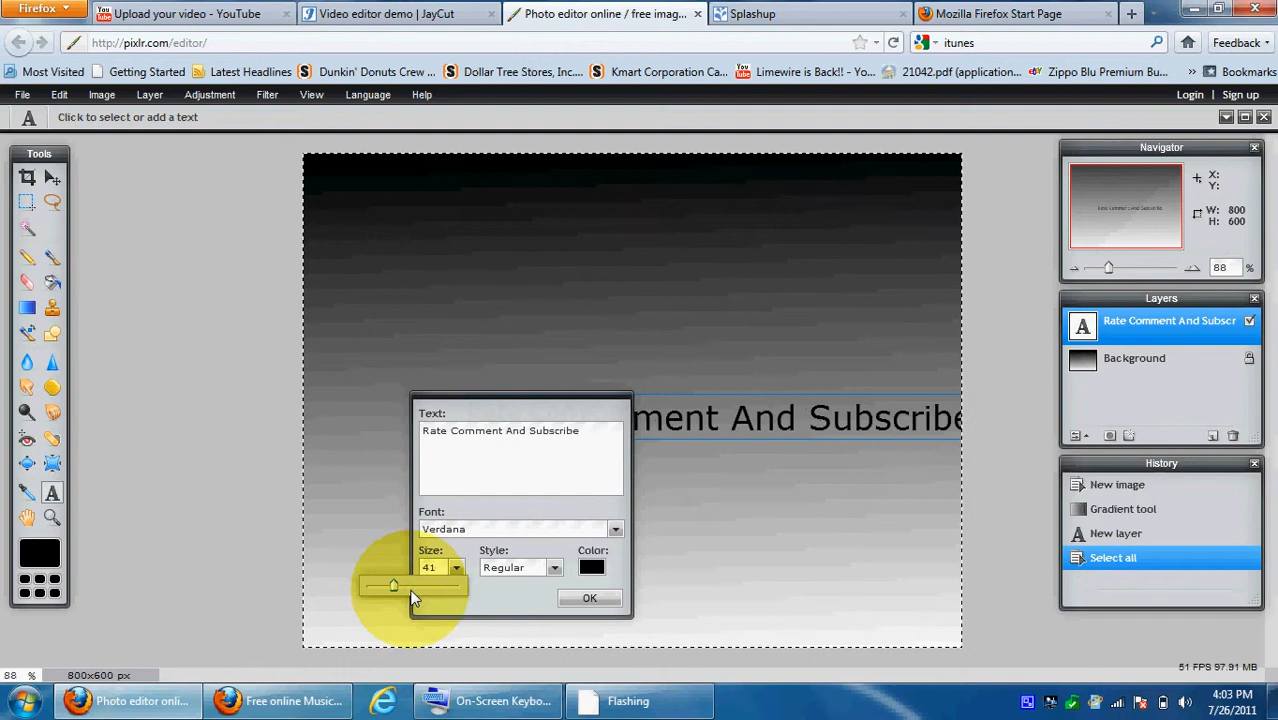 Firefox
Upload your video - YouTube
Video editor demo | JayCut
Photo editor online / free imag...
Splashup
Mozilla Firefox Start Page
http://pixlr.com/editor/
itunes
Feedback
Most Visited
Getting Started
Latest Headlines
Dunkin' Donuts Crew ...
Dollar Tree Stores, Inc....
Kmart Corporation Ca...
Limewire is Back!! - Yo...
21042.pdf (application...
Zippo Blu Premium Bu...
Bookmarks
File Edit Image Layer Adjustment Filter View Language Help
Login | Sign up
A Click to select or add a text
Tools
Navigator
X:
Y:
W: 800
H: 600
Rate Comment And Subscribe
88 %
Layers
A Rate Comment And Subscr
Background
History
New image
Gradient tool
A New layer
Select all
mment And Subscribe
Text:
Rate Comment And Subscribe
Font:
Verdana
Size: Style: Color:
41 Regular
OK
A
88 % 800x600 px
51 FPS 97.91 MB
Photo editor onli...
Free online Music...
On-Screen Keybo...
Flashing
4:03 PM
7/26/2011